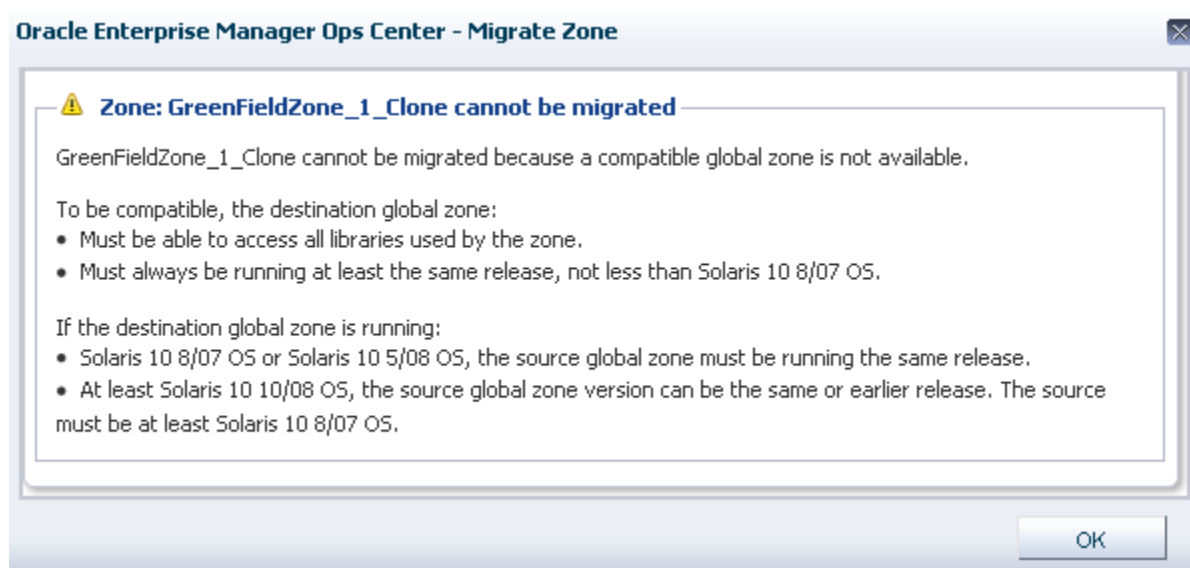 Oracle Enterprise Manager Ops Center - Migrate Zone
Zone: GreenFieldZone_1_Clone cannot be migrated
GreenFieldZone_1_Clone cannot be migrated because a compatible global zone is not available.
To be compatible, the destination global zone:
• Must be able to access all libraries used by the zone.
• Must always be running at least the same release, not less than Solaris 10 8/07 OS.
If the destination global zone is running:
• Solaris 10 8/07 OS or Solaris 10 5/08 OS, the source global zone must be running the same release.
• At least Solaris 10 10/08 OS, the source global zone version can be the same or earlier release. The source
must be at least Solaris 10 8/07 OS.
OK